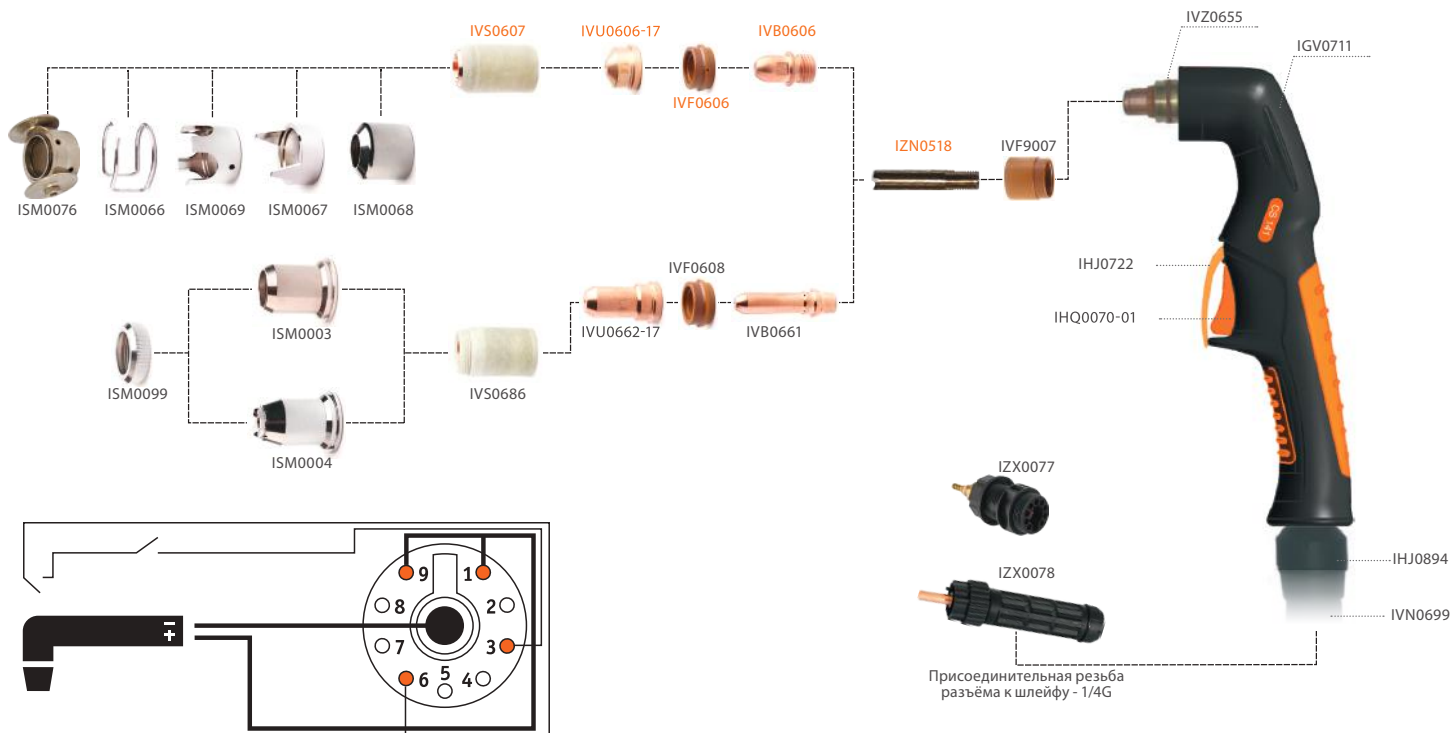 IVS0607
IVU0606-17
IVB0606
IVF0606
IVZ0655
IGV0711
IZN0518
IVF9007
ISM0076
ISM0066
ISM0069
ISM0067
ISM0068
CS 141
IHJ0722
IHQ0070-01
ISM0003
IVF0608
IVU0662-17
IVB0661
ISM0099
IVS0686
ISM0004
IZX0077
IZX0078
IHJ0894
IVN0699
Присоединительная резьба
разъёма к шлейфу - 1/4G
9
1
8
2
7
3
6
5
4
-
+